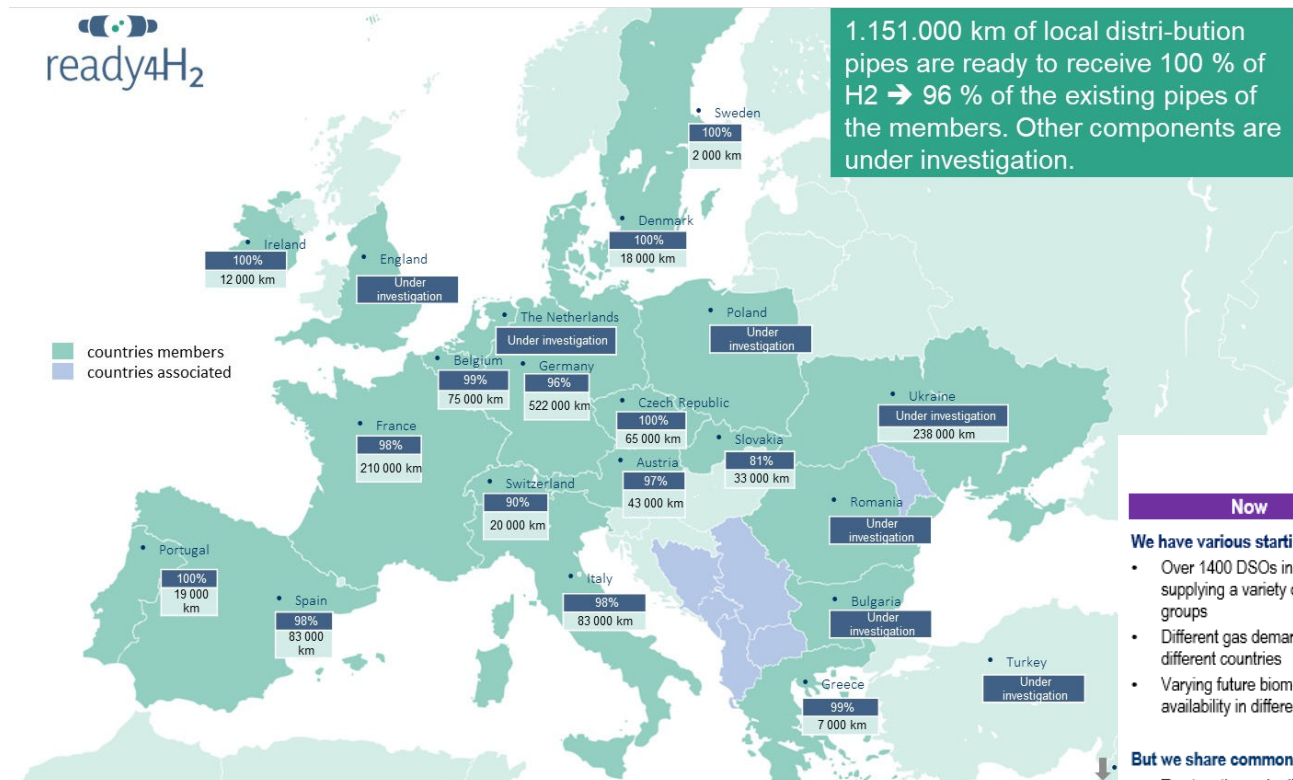 ready4H2
1.151.000 km of local distri-bution
pipes are ready to receive 100 % of
H2 ➔ 96 % of the existing pipes of
the members. Other components are
under investigation.
Sweden
100%
2 000 km
Denmark
100%
18 000 km
Ireland
100%
12 000 km
England
Under
investigation
The Netherlands
Under investigation
Poland
Under
investigation
countries members
countries associated
Belgium
99%
75 000 km
Germany
96%
522 000 km
Czech Republic
100%
65 000 km
Ukraine
Under investigation
238 000 km
France
98%
210 000 km
Slovakia
81%
33 000 km
Austria
97%
43 000 km
Switzerland
90%
20 000 km
Romania
Under
investigation
Portugal
100%
19 000
km
Spain
98%
83 000
km
Italy
98%
83 000 km
Bulgaria
Under
investigation
Greece
99%
7 000 km
Turkey
Under
investigation
Now
We have various starti
• Over 1400 DSOs in
supplying a variety
groups
• Different gas deman
different countries
• Varying future biom
availability in differe
But we share common